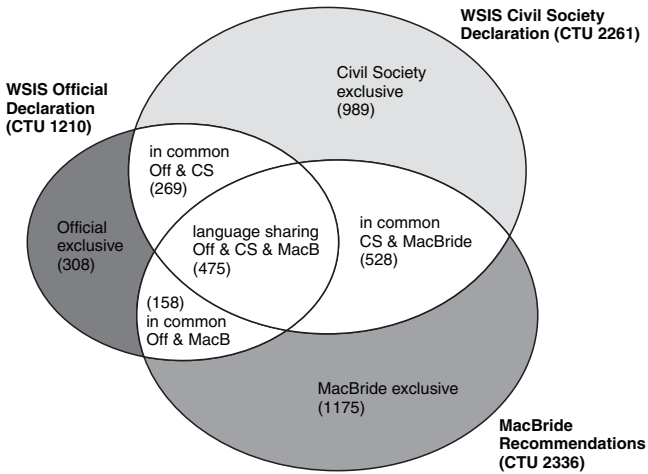 WSIS Civil Society
Declaration (CTU 2261)
Civil Society
exclusive
(989)
WSIS Official
Declaration
(CTU 1210)
in common
Off & CS
(269)
Official
exclusive
(308)
language sharing
Off & CS & MacB
(475)
in common
CS & MacBride
(528)
(158)
in common
Off & MacB
MacBride exclusive
(1175)
MacBride
Recommendations
(CTU 2336)